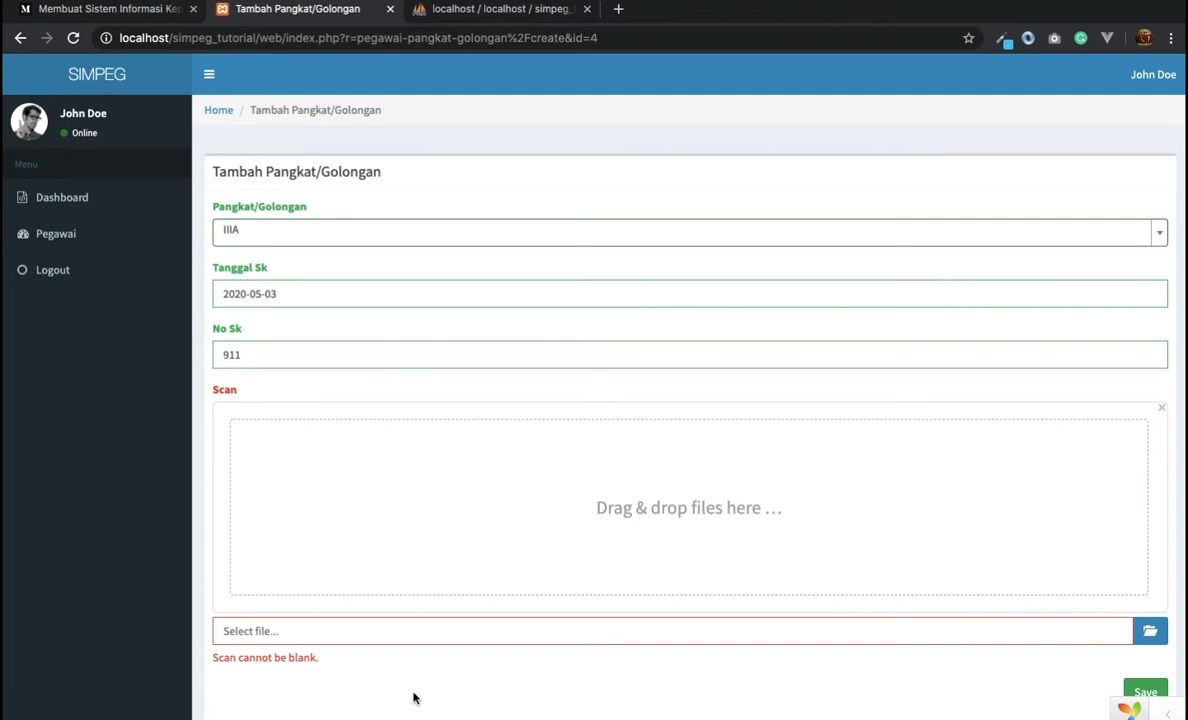 Membuat Sistem Informasi Kep
Tambah Pangkat/Golongan
localhost / localhost / simpeg_
localhost/simpeg_tutorial/web/index.php?r=pegawai-pangkat-golongan%2Fcreate&id=4
SIMPEG
John Doe
John Doe
Online
Menu
Dashboard
Pegawai
Logout
Home / Tambah Pangkat/Golongan
Tambah Pangkat/Golongan
Pangkat/Golongan
IIIA
Tanggal Sk
2020-05-03
No Sk
911
Scan
Drag & drop files here …
Select file...
Scan cannot be blank.
Save